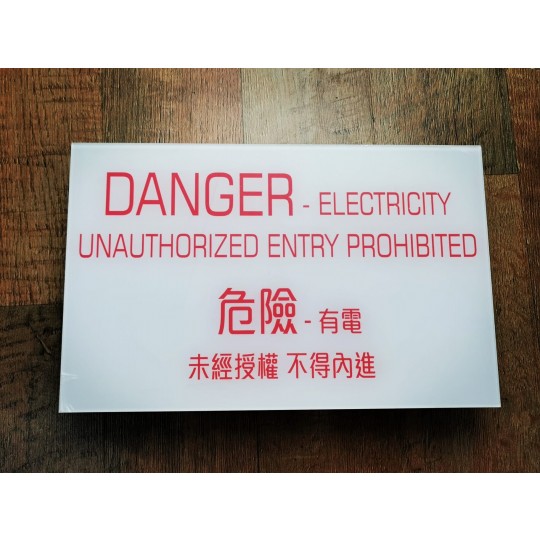 DANGER - ELECTRICITY
UNAUTHORIZED ENTRY PROHIBITED
危險 - 有電
未經授權 不得內進